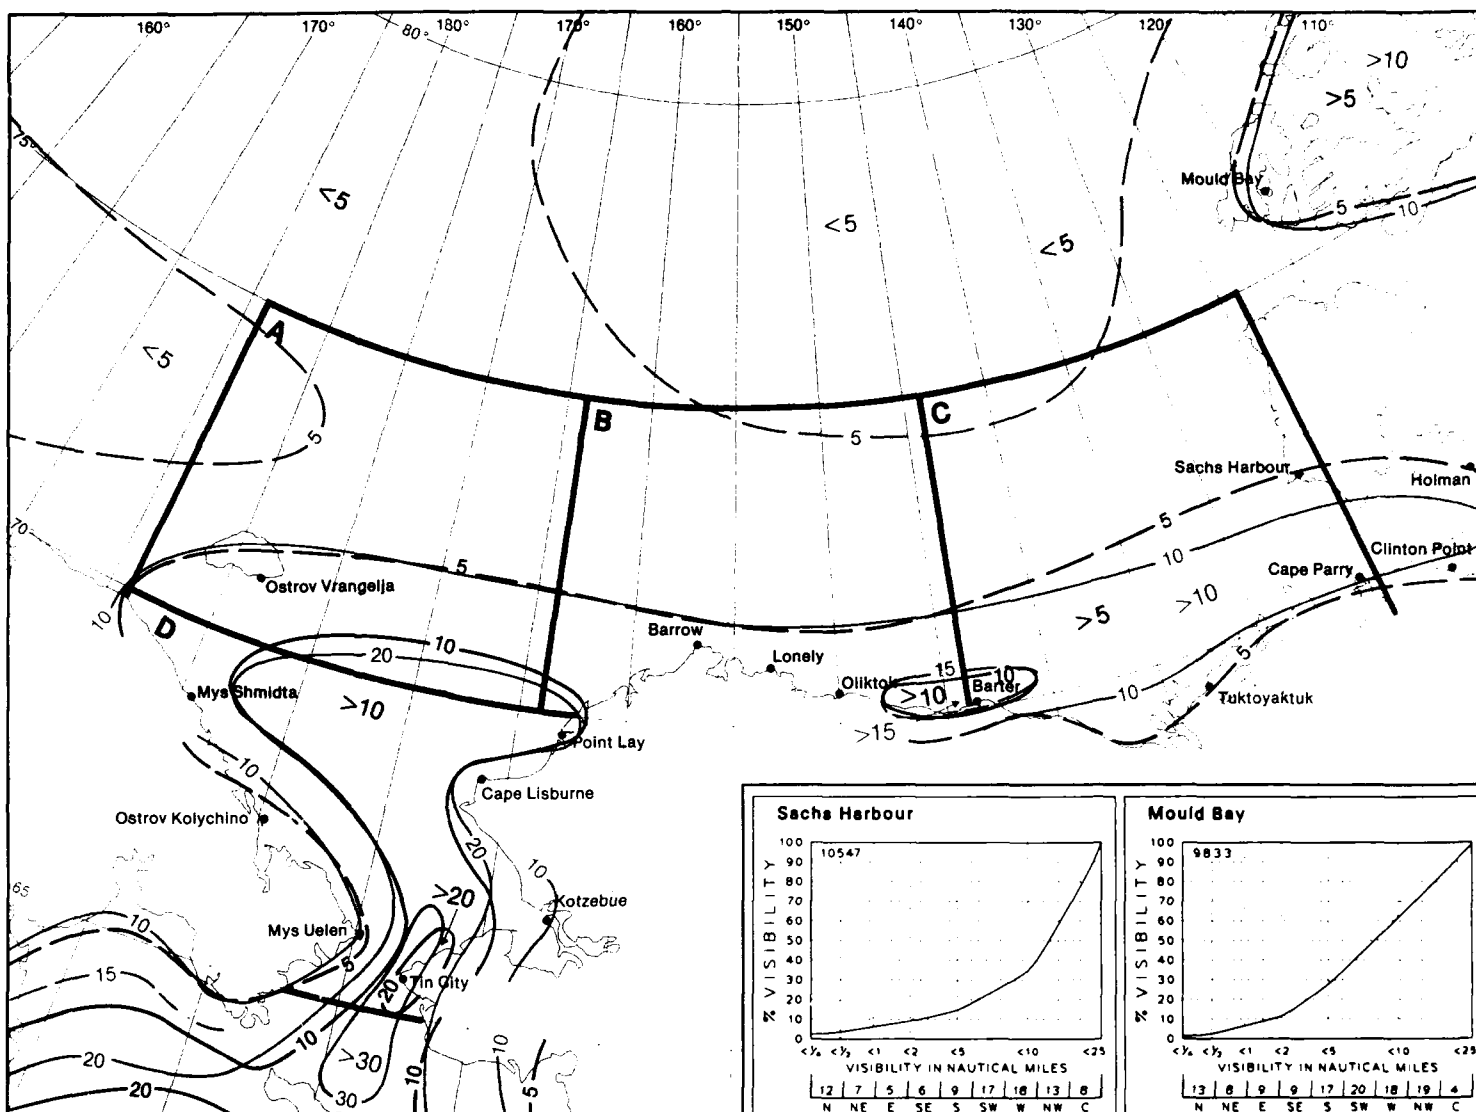 160° 170° 80° 180° 170° 160° 150° 140° 130° 120° 110°
75°
>10
>5
Mould Bay
5 10
<5
<5
<5
A
<5
B
C
5
5
Sachs Harbour
Holman
70
5
10
Clinton Point
Cape Parry
5
Ostrov Vrangelja
>10
>5
10
D
Barrow
10
20
Lonely
15
10
5
Oliktok
>10
Barter
10
Tuktoyaktuk
Mys Shmidta
>10
>15
Point Lay
10
Cape Lisburne
Ostrov Kolychino
20
65
10
>20
Kotzebue
10
Mys Uelen
5
15
Tin City
20
10
>30
10
20
30
20
10
5
Sachs Harbour
10547
% VISIBILITY
100
90
80
70
60
50
40
30
20
10
0
<¼ <½ <1 <2 <5 <10 <25
VISIBILITY IN NAUTICAL MILES
12 7 5 6 9 17 18 13 8
N NE E SE S SW W NW C
Mould Bay
9833
% VISIBILITY
100
90
80
70
60
50
40
30
20
10
0
<¼ <½ <1 <2 <5 <10 <25
VISIBILITY IN NAUTICAL MILES
13 8 9 9 17 20 18 19 4
N NE E SE S SW W NW C